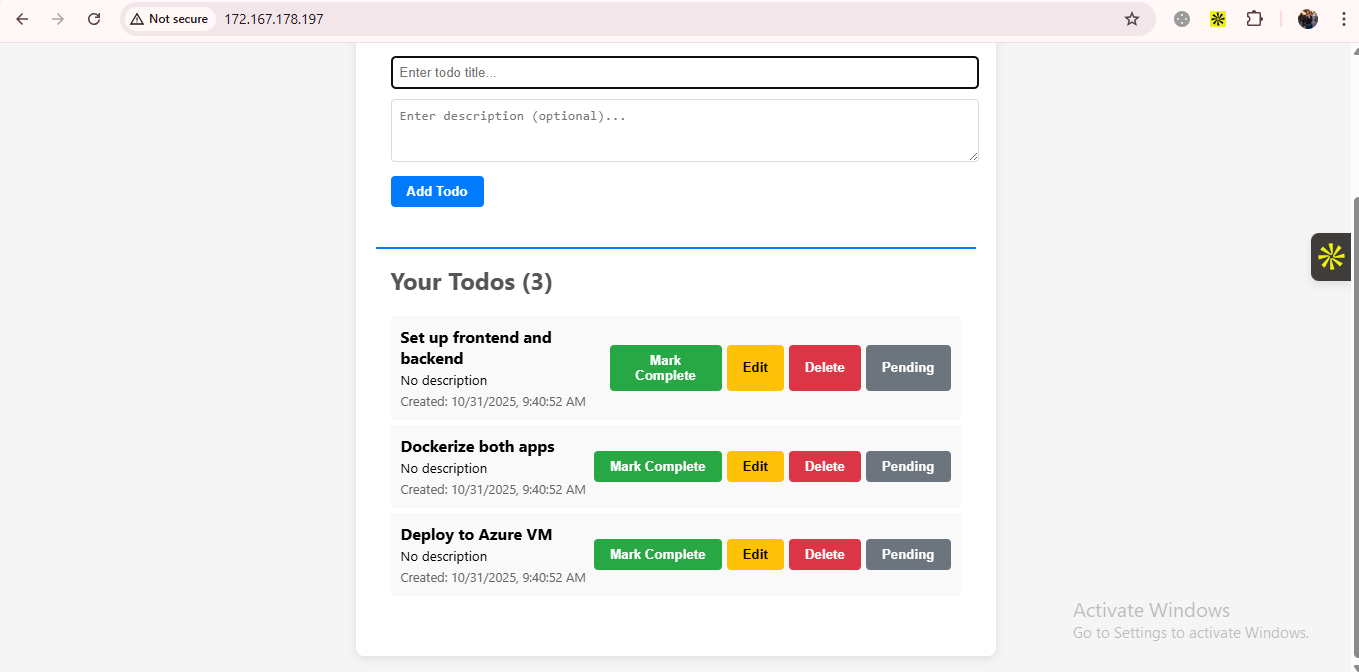 Not secure
172.167.178.197
Enter todo title...
Enter description (optional)...
Add Todo
Your Todos (3)
Set up frontend and
backend
No description
Created: 10/31/2025, 9:40:52 AM
Mark
Complete
Edit
Delete
Pending
Dockerize both apps
No description
Created: 10/31/2025, 9:40:52 AM
Mark Complete
Edit
Delete
Pending
Deploy to Azure VM
No description
Created: 10/31/2025, 9:40:52 AM
Mark Complete
Edit
Delete
Pending
Activate Windows
Go to Settings to activate Windows.